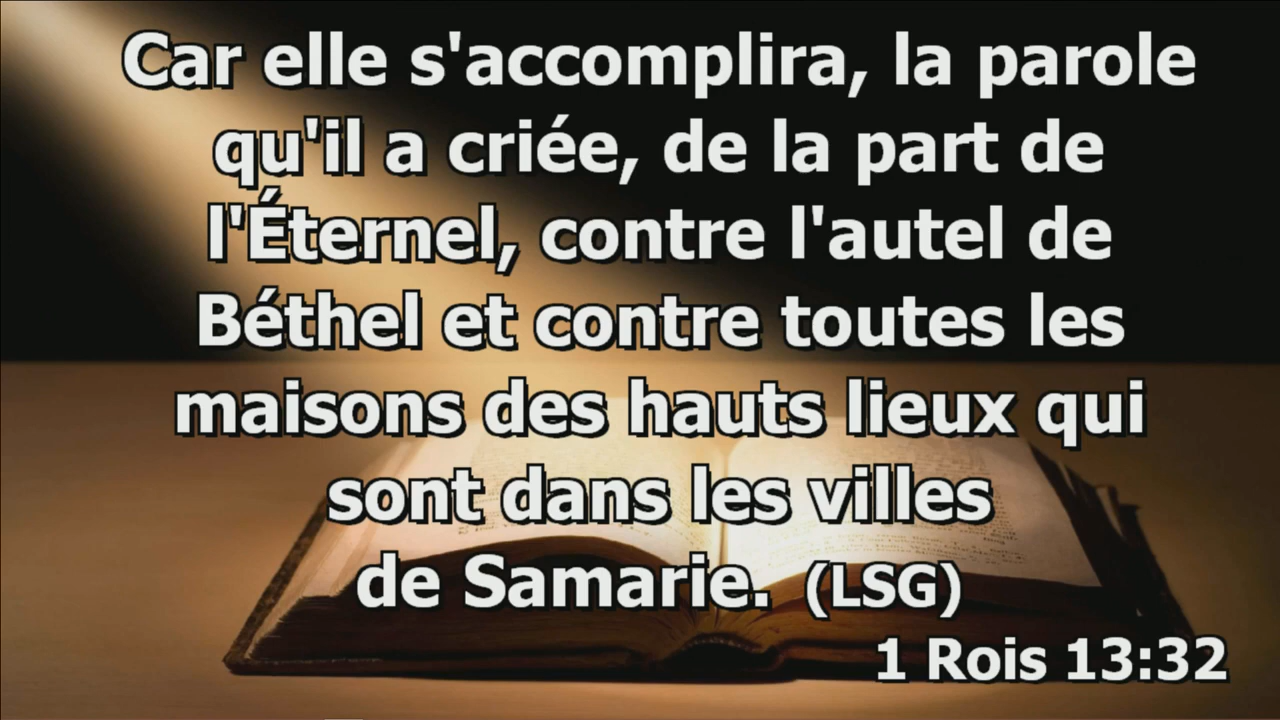 Car elle s'accomplira, la parole
qu'il a criée, de la part de
l'Éternel, contre l'autel de
Béthel et contre toutes les
maisons des hauts lieux qui
sont dans les villes
de Samarie. (LSG)
1 Rois 13:32